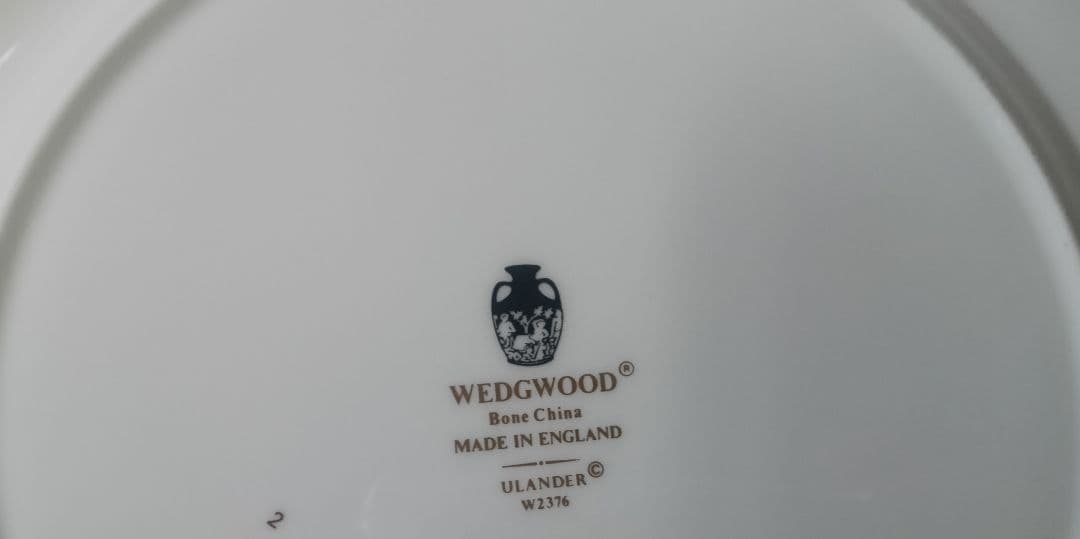 WEDGWOOD®
Bone China
MADE IN ENGLAND
ULANDER©
W2376
2